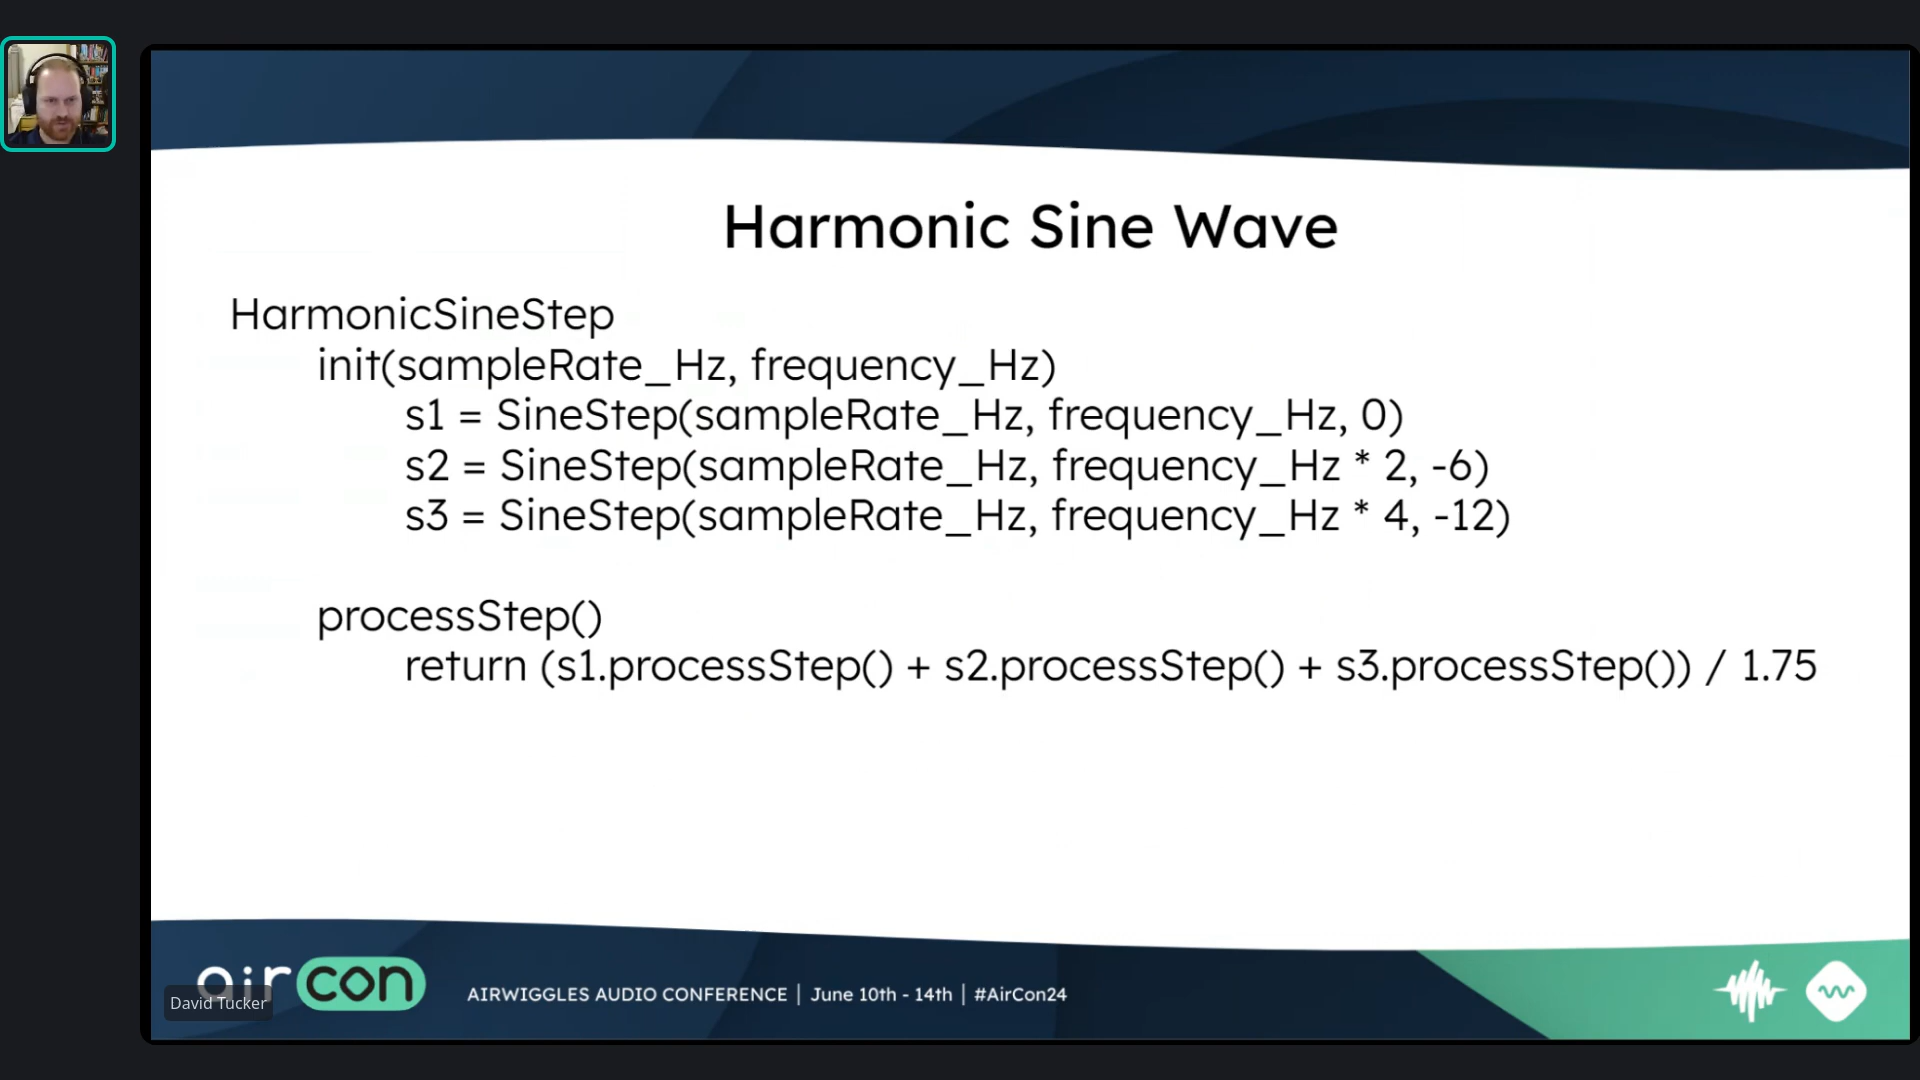 Harmonic Sine Wave
HarmonicSineStep
init(sampleRate_Hz, frequency_Hz)
s1 = SineStep(sampleRate_Hz, frequency_Hz, 0)
s2 = SineStep(sampleRate_Hz, frequency_Hz * 2, -6)
s3 = SineStep(sampleRate_Hz, frequency_Hz * 4, -12)
processStep()
return (s1.processStep() + s2.processStep() + s3.processStep()) / 1.75
aircon
David Tucker
AIRWIGGLES AUDIO CONFERENCE | June 10th - 14th | #AirCon24